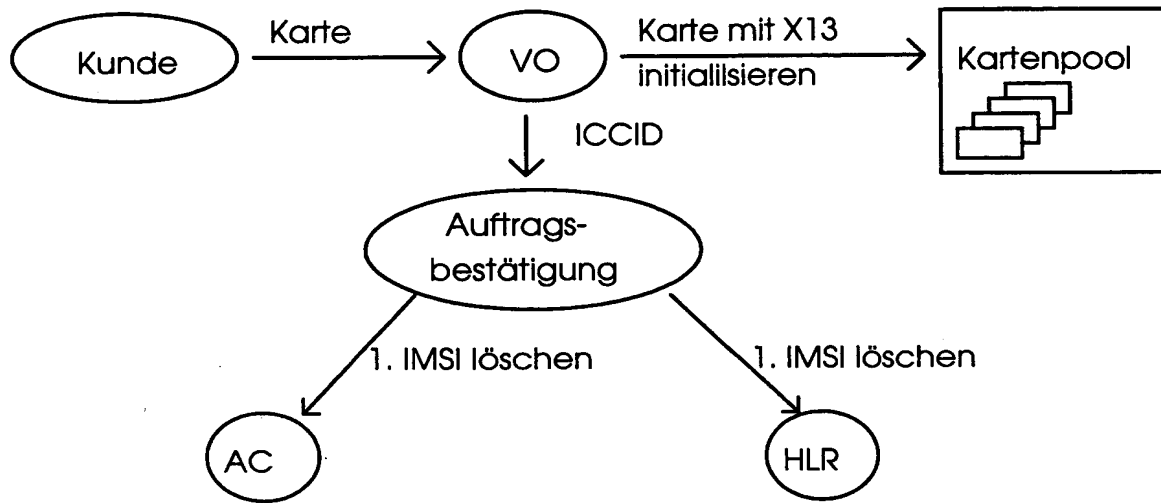 Kunde
Karte
VO
Karte mit X13
initialilsieren
Kartenpool
ICCID
Auftrags-
bestätigung
1. IMSI löschen
1. IMSI löschen
AC
HLR